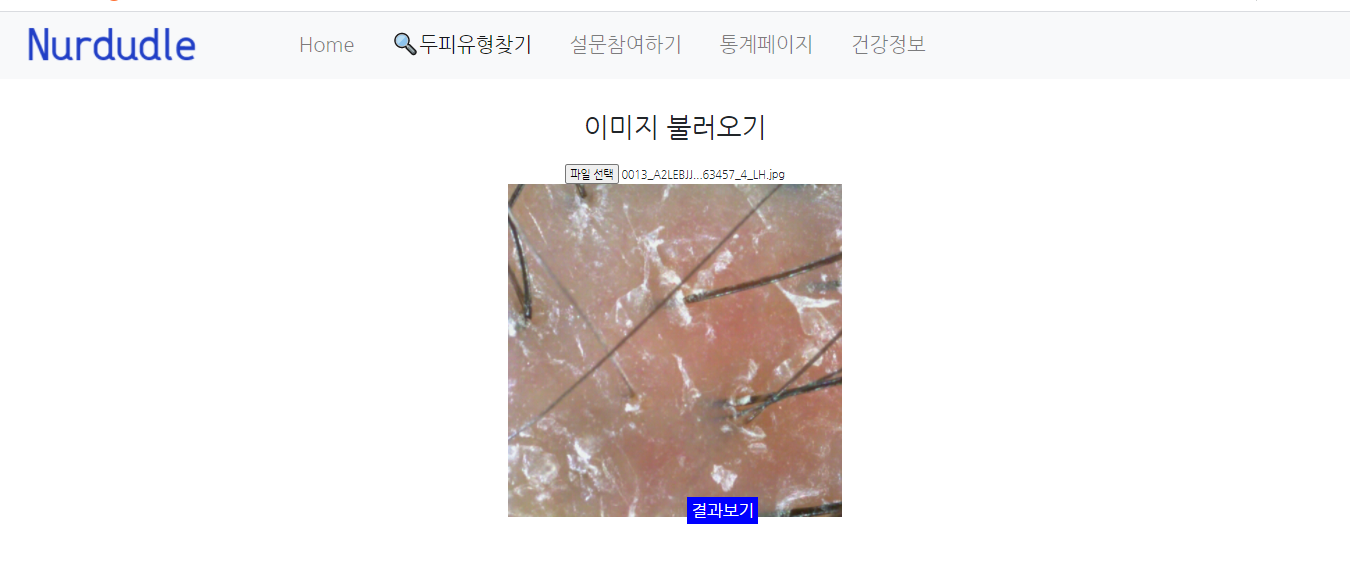 Nurdudle Home 🔍두피유형찾기 설문참여하기 통계페이지 건강정보
이미지 불러오기
파일 선택 0013_A2LEBJJ...63457_4_LH.jpg
결과보기